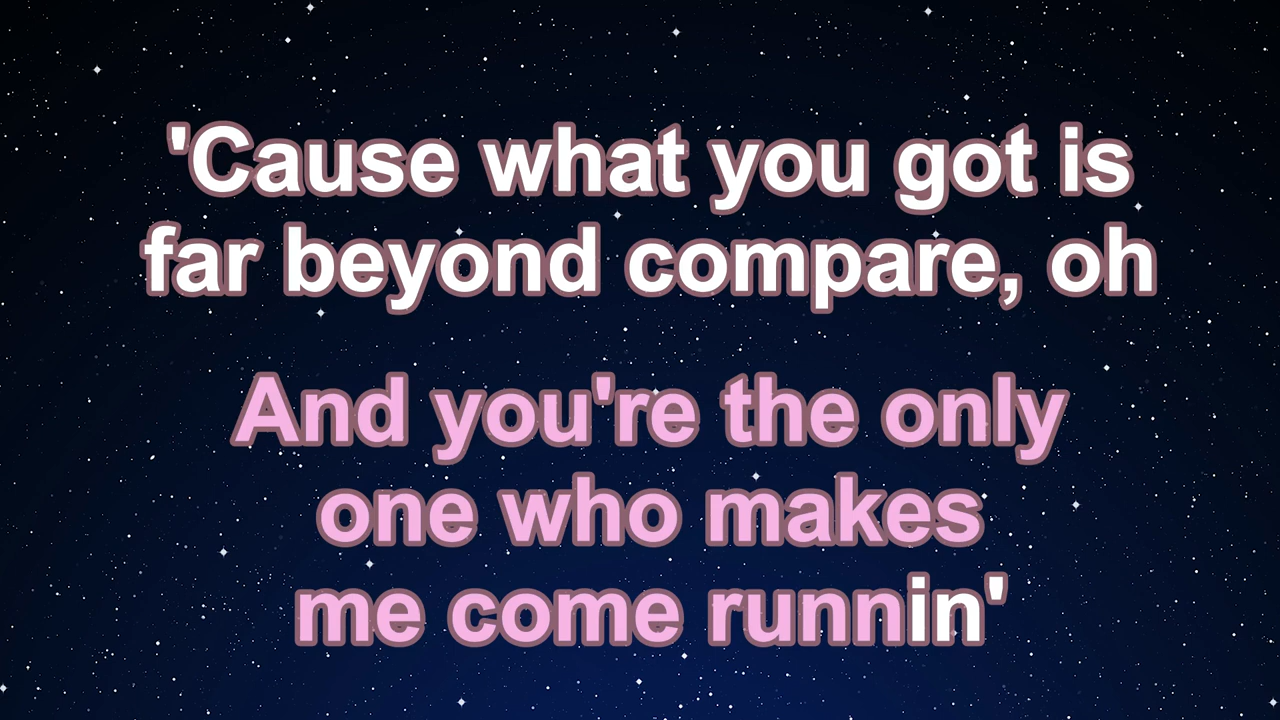 'Cause what you got is
far beyond compare, oh
And you're the only
one who makes
me come runnin'